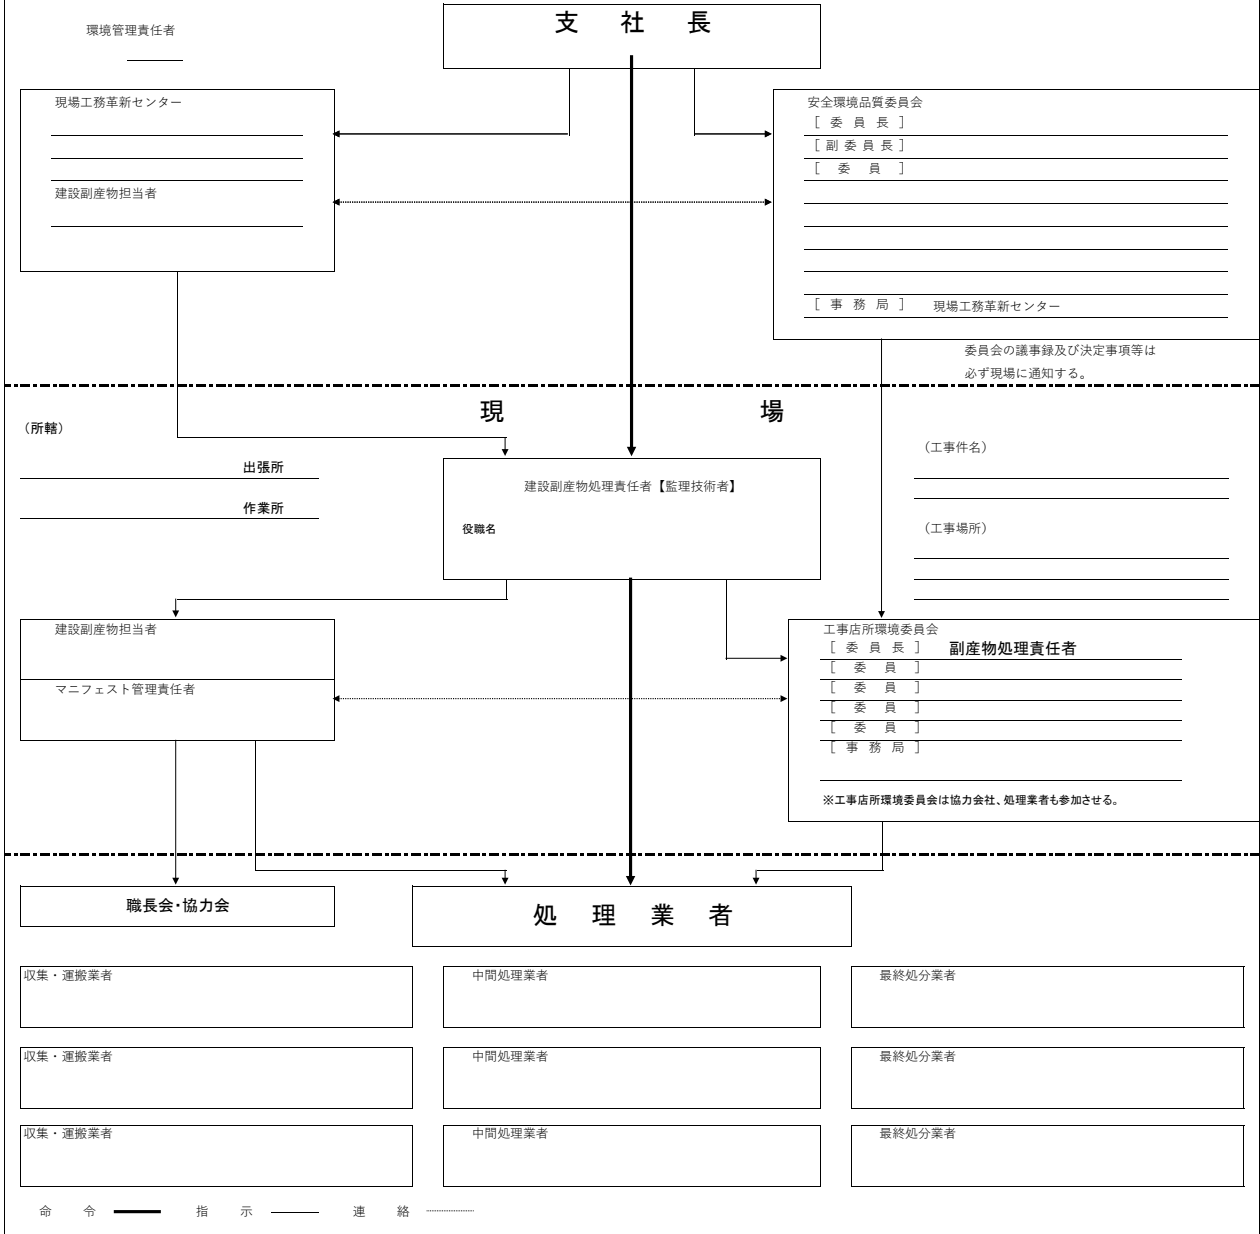 環境管理責任者
支　社　長
現場工務革新センター
建設副産物担当者
安全環境品質委員会
［ 委 員 長 ］
［ 副 委 員 長 ］
［ 委 員 ］
［ 事 務 局 ］　現場工務革新センター
委員会の議事録及び決定事項等は
必ず現場に通知する。
現　場
（所轄）
出張所
作業所
建設副産物処理責任者【監理技術者】
役職名
（工事件名）
（工事場所）
建設副産物担当者
マニフェスト管理責任者
工事店所環境委員会
［ 委 員 長 ］　副産物処理責任者
［ 委 員 ］
［ 委 員 ］
［ 委 員 ］
［ 委 員 ］
［ 事 務 局 ］
※工事店所環境委員会は協力会社、処理業者も参加させる。
職長会・協力会
処　理　業　者
収集・運搬業者　中間処理業者　最終処分業者
収集・運搬業者　中間処理業者　最終処分業者
収集・運搬業者　中間処理業者　最終処分業者
命　令　指　示　連　絡